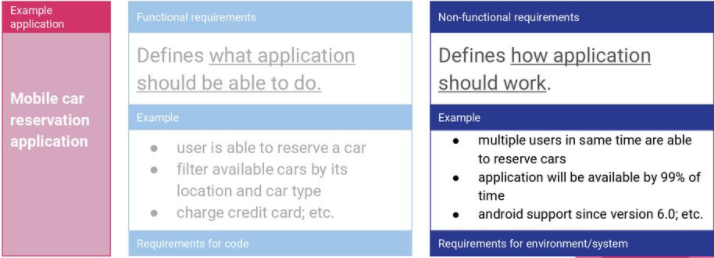 Example
application
Mobile car
reservation
application
Functional requirements
Defines what application
should be able to do.
Example
● user is able to reserve a car
● filter available cars by its
location and car type
● charge credit card; etc.
Requirements for code
Non-functional requirements
Defines how application
should work.
Example
● multiple users in same time are able
to reserve cars
● application will be available by 99% of
time
● android support since version 6.0; etc.
Requirements for environment/system